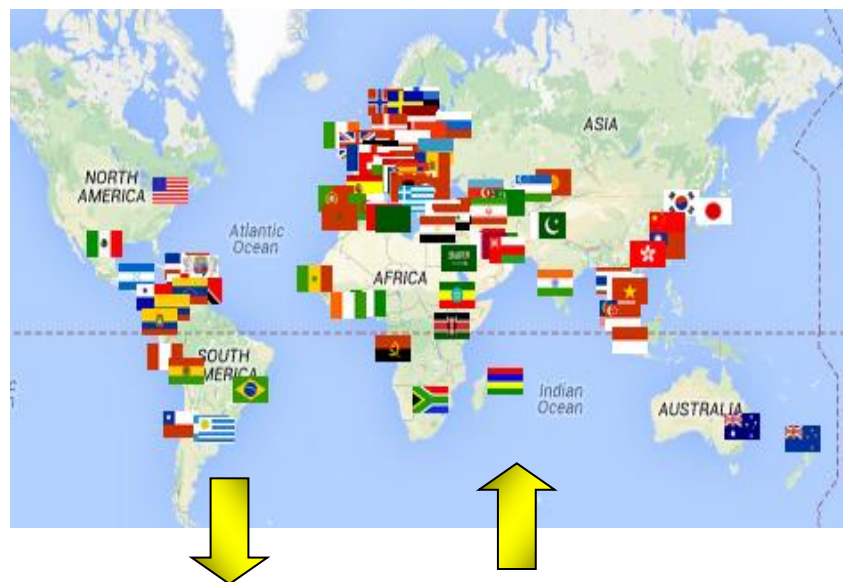 ASIA
NORTH
AMERICA
Atlantic
Ocean
AFRICA
SOUTH
MERICA
Indian
Ocean
AUSTRALIA